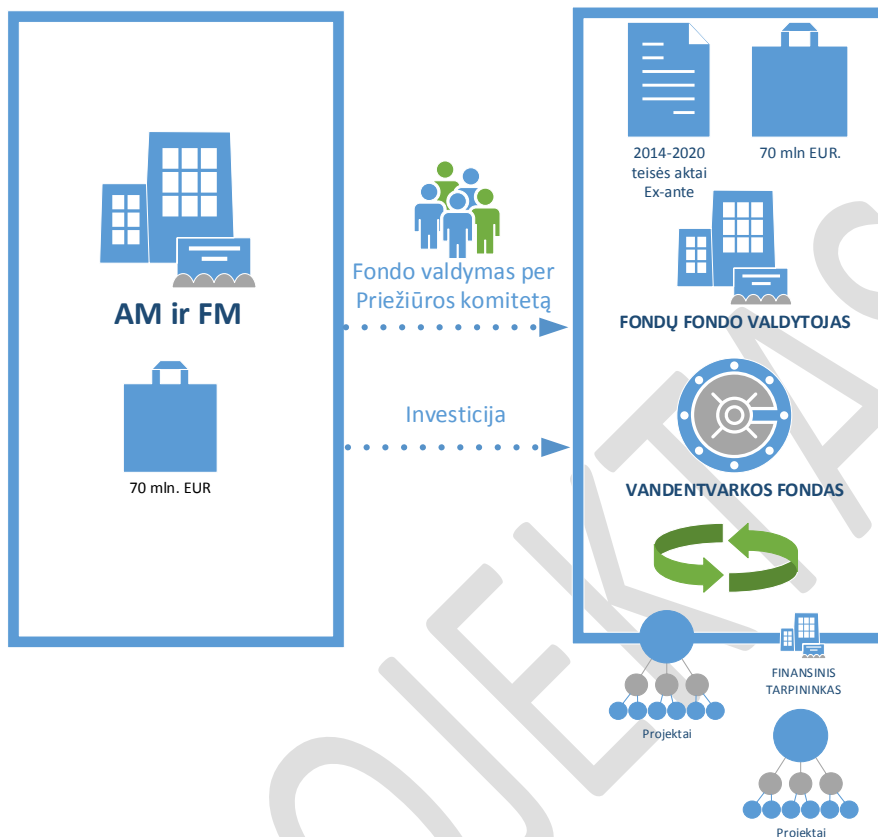 AM ir FM
70 mln. EUR
Fondo valdymas per
Priežiūros komitetą
Investicija
2014-2020
teisės aktai
Ex-ante
70 mln EUR.
FONDŲ FONDO VALDYTOJAS
VANDENTVARKOS FONDAS
Projektai
FINANSINIS
TARPININKAS
Projektai
OJEKTAS